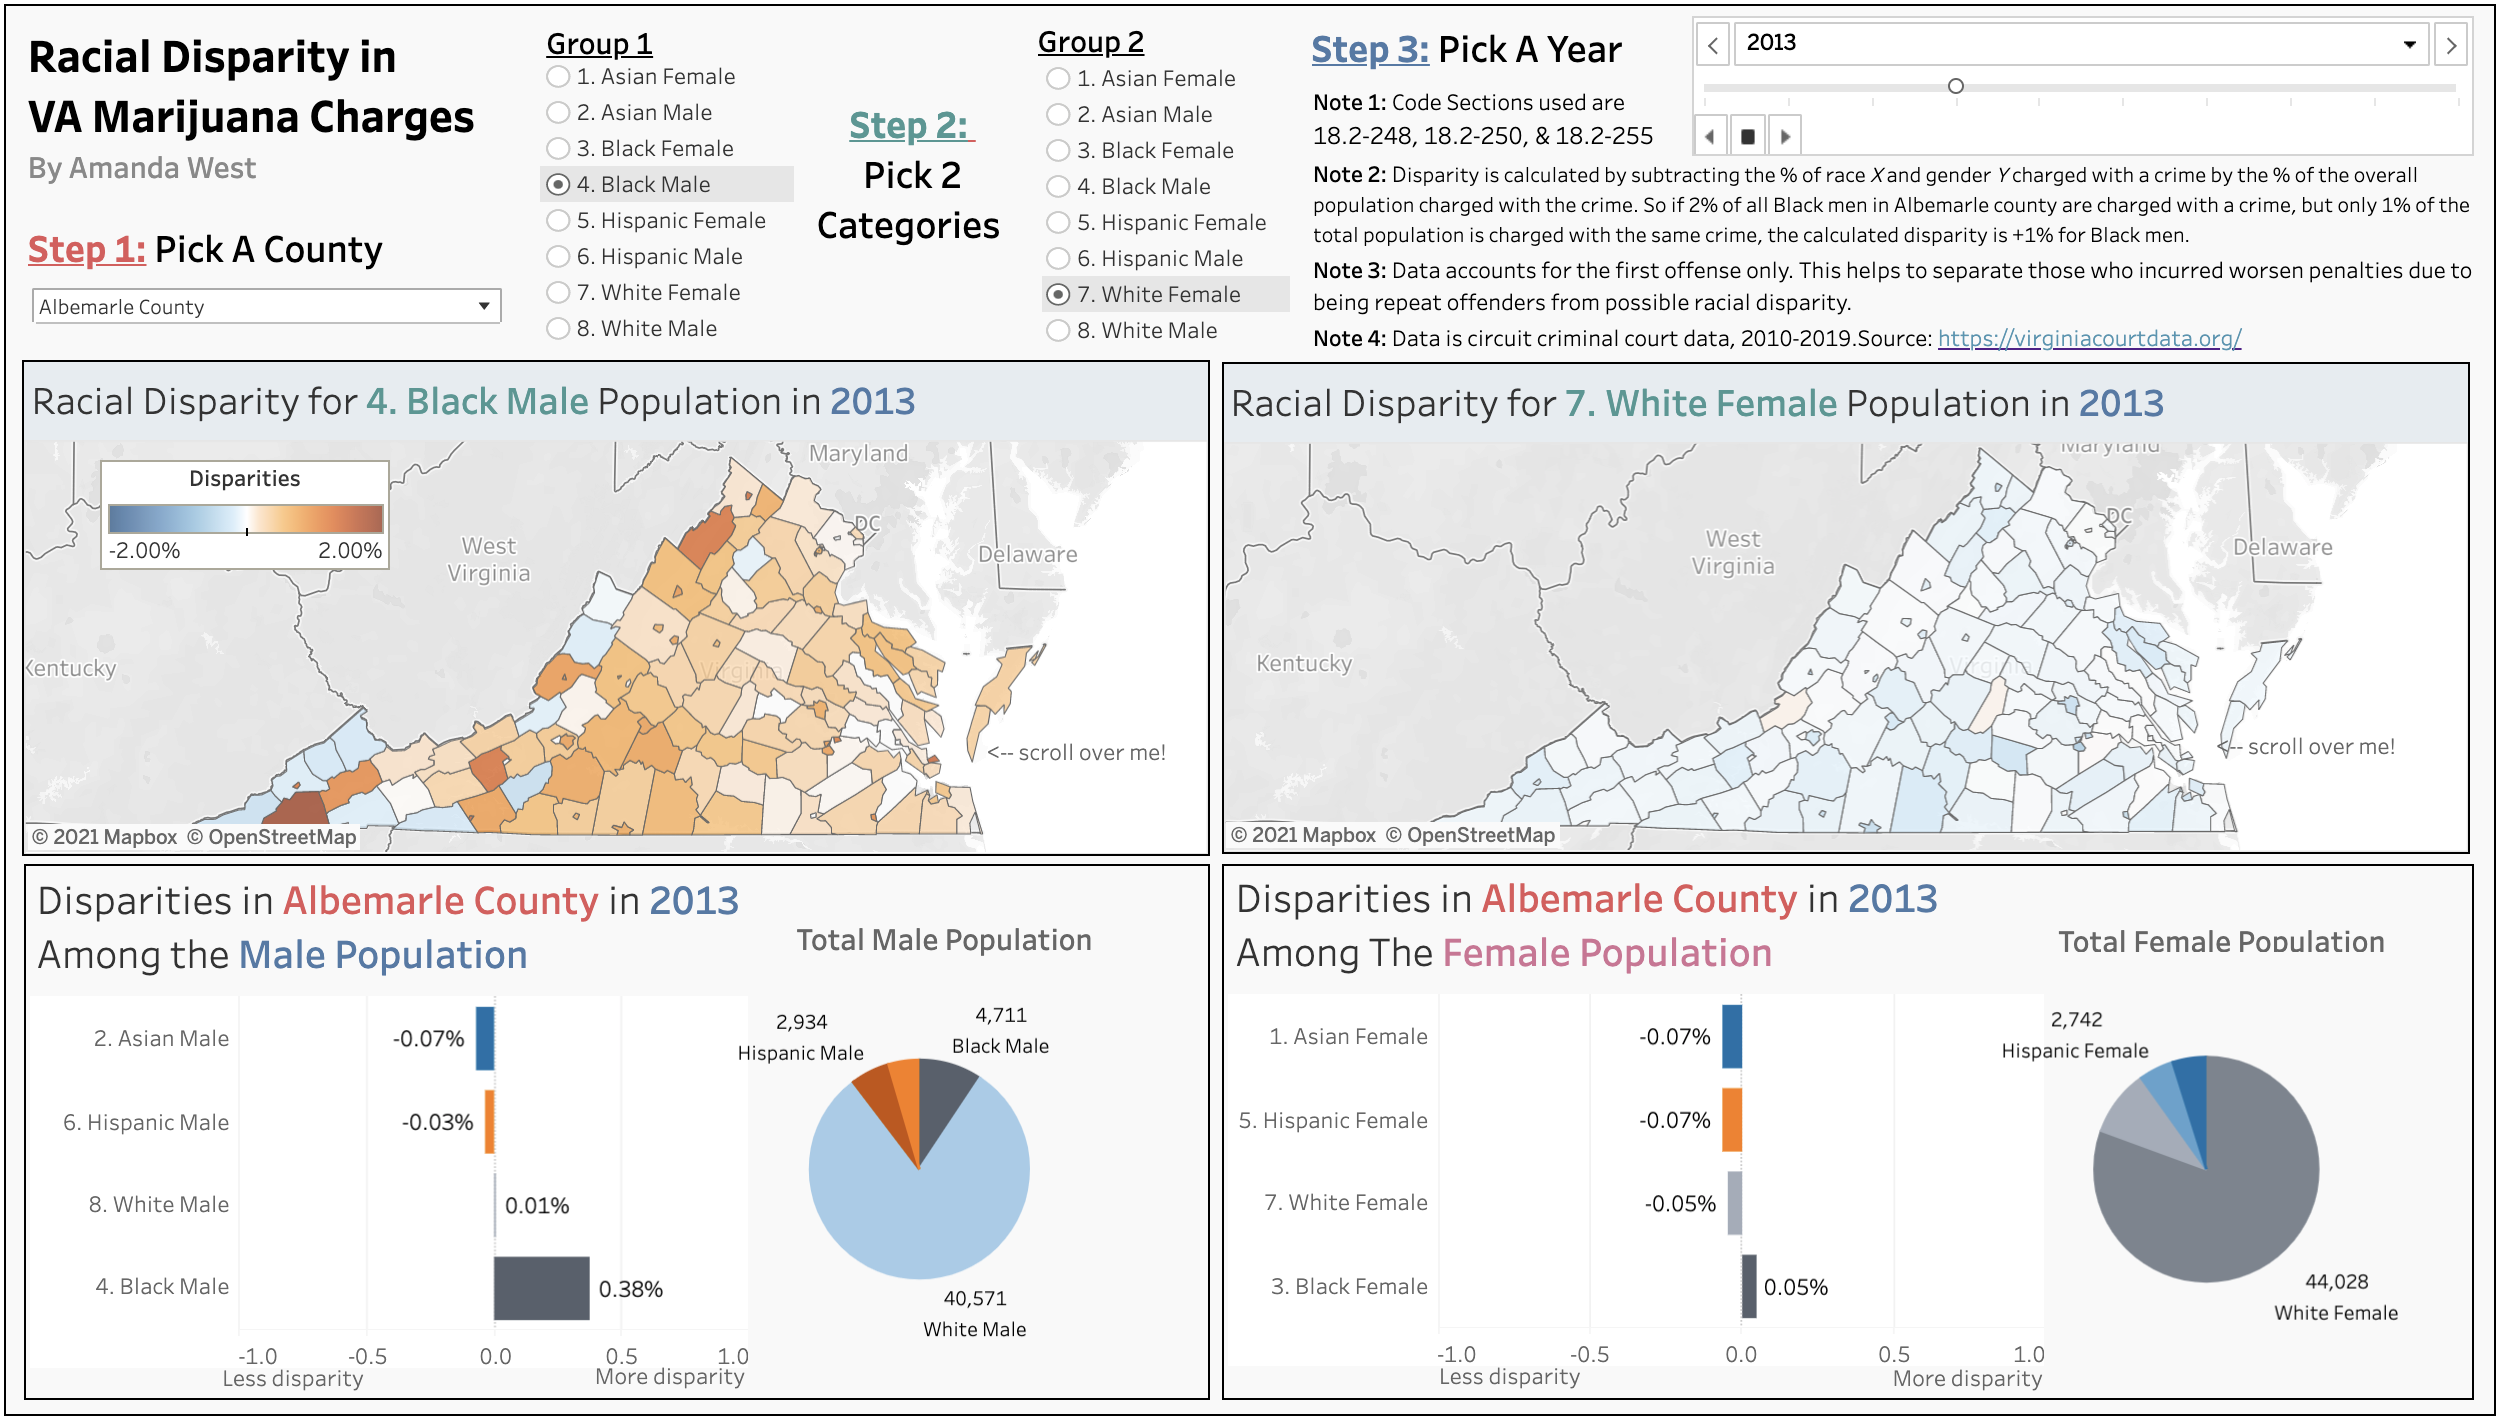 Racial Disparity in
VA Marijuana Charges
By Amanda West
Step 1: Pick A County
Albemarle County
Group 1
1. Asian Female
2. Asian Male
3. Black Female
4. Black Male
5. Hispanic Female
6. Hispanic Male
7. White Female
8. White Male
Step 2:
Pick 2
Categories
Group 2
1. Asian Female
2. Asian Male
3. Black Female
4. Black Male
5. Hispanic Female
6. Hispanic Male
7. White Female
8. White Male
Step 3: Pick A Year
2013
Note 1: Code Sections used are
18.2-248, 18.2-250, & 18.2-255
Note 2: Disparity is calculated by subtracting the % of race X and gender Y charged with a crime by the % of the overall
population charged with the crime. So if 2% of all Black men in Albemarle county are charged with a crime, but only 1% of the
total population is charged with the same crime, the calculated disparity is +1% for Black men.
Note 3: Data accounts for the first offense only. This helps to separate those who incurred worsen penalties due to
being repeat offenders from possible racial disparity.
Note 4: Data is circuit criminal court data, 2010-2019.Source: https://virginiacourtdata.org/
Racial Disparity for 4. Black Male Population in 2013
Disparities
-2.00% 2.00%
Maryland
DC
West
Virginia
Delaware
Kentucky
Virginia
<-- scroll over me!
© 2021 Mapbox © OpenStreetMap
Racial Disparity for 7. White Female Population in 2013
Maryland
DC
West
Virginia
Delaware
Kentucky
Virginia
<-- scroll over me!
© 2021 Mapbox © OpenStreetMap
Disparities in Albemarle County in 2013
Among the Male Population
Total Male Population
2. Asian Male
-0.07%
6. Hispanic Male
-0.03%
8. White Male
0.01%
4. Black Male
0.38%
-1.0 -0.5 0.0 0.5 1.0
Less disparity More disparity
2,934
Hispanic Male
4,711
Black Male
40,571
White Male
Disparities in Albemarle County in 2013
Among The Female Population
Total Female Population
1. Asian Female
-0.07%
5. Hispanic Female
-0.07%
7. White Female
-0.05%
3. Black Female
0.05%
-1.0 -0.5 0.0 0.5 1.0
Less disparity More disparity
2,742
Hispanic Female
44,028
White Female